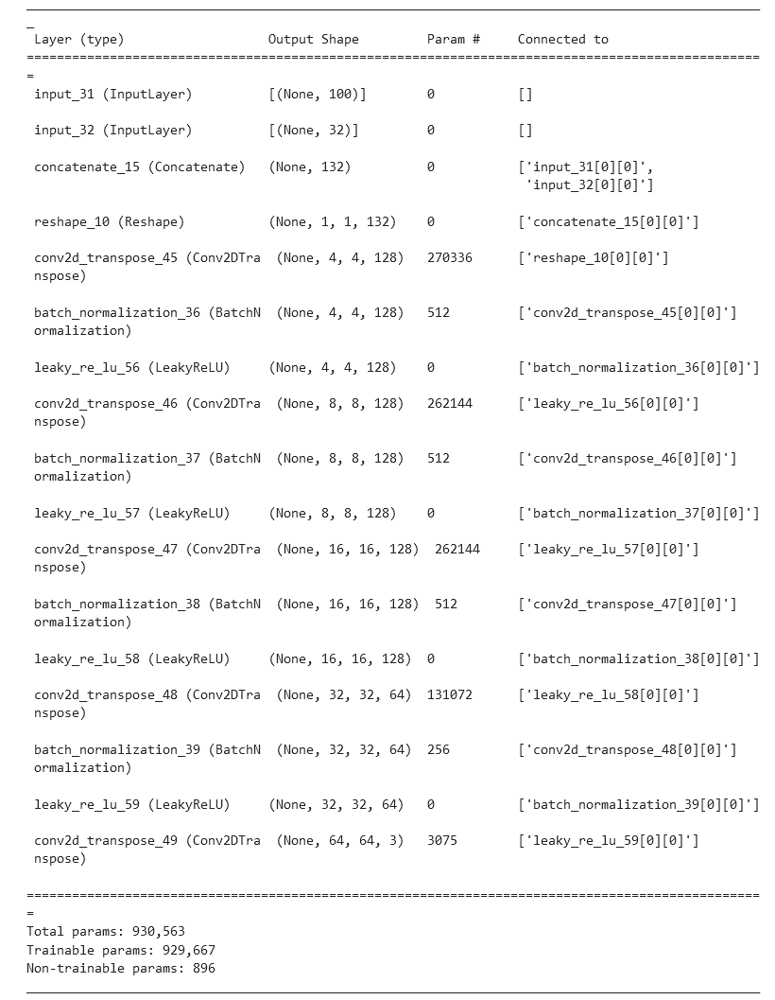 _
Layer (type) Output Shape Param # Connected to
=================================================================================================
=
input_31 (InputLayer) [(None, 100)] 0 []
input_32 (InputLayer) [(None, 32)] 0 []
concatenate_15 (Concatenate) (None, 132) 0 ['input_31[0][0]',
'input_32[0][0]']
reshape_10 (Reshape) (None, 1, 1, 132) 0 ['concatenate_15[0][0]']
conv2d_transpose_45 (Conv2DTra (None, 4, 4, 128) 270336 ['reshape_10[0][0]']
nspose)
batch_normalization_36 (BatchN (None, 4, 4, 128) 512 ['conv2d_transpose_45[0][0]']
ormalization)
leaky_re_lu_56 (LeakyReLU) (None, 4, 4, 128) 0 ['batch_normalization_36[0][0]']
conv2d_transpose_46 (Conv2DTra (None, 8, 8, 128) 262144 ['leaky_re_lu_56[0][0]']
nspose)
batch_normalization_37 (BatchN (None, 8, 8, 128) 512 ['conv2d_transpose_46[0][0]']
ormalization)
leaky_re_lu_57 (LeakyReLU) (None, 8, 8, 128) 0 ['batch_normalization_37[0][0]']
conv2d_transpose_47 (Conv2DTra (None, 16, 16, 128) 262144 ['leaky_re_lu_57[0][0]']
nspose)
batch_normalization_38 (BatchN (None, 16, 16, 128) 512 ['conv2d_transpose_47[0][0]']
ormalization)
leaky_re_lu_58 (LeakyReLU) (None, 16, 16, 128) 0 ['batch_normalization_38[0][0]']
conv2d_transpose_48 (Conv2DTra (None, 32, 32, 64) 131072 ['leaky_re_lu_58[0][0]']
nspose)
batch_normalization_39 (BatchN (None, 32, 32, 64) 256 ['conv2d_transpose_48[0][0]']
ormalization)
leaky_re_lu_59 (LeakyReLU) (None, 32, 32, 64) 0 ['batch_normalization_39[0][0]']
conv2d_transpose_49 (Conv2DTra (None, 64, 64, 3) 3075 ['leaky_re_lu_59[0][0]']
nspose)
=================================================================================================
=
Total params: 930,563
Trainable params: 929,667
Non-trainable params: 896